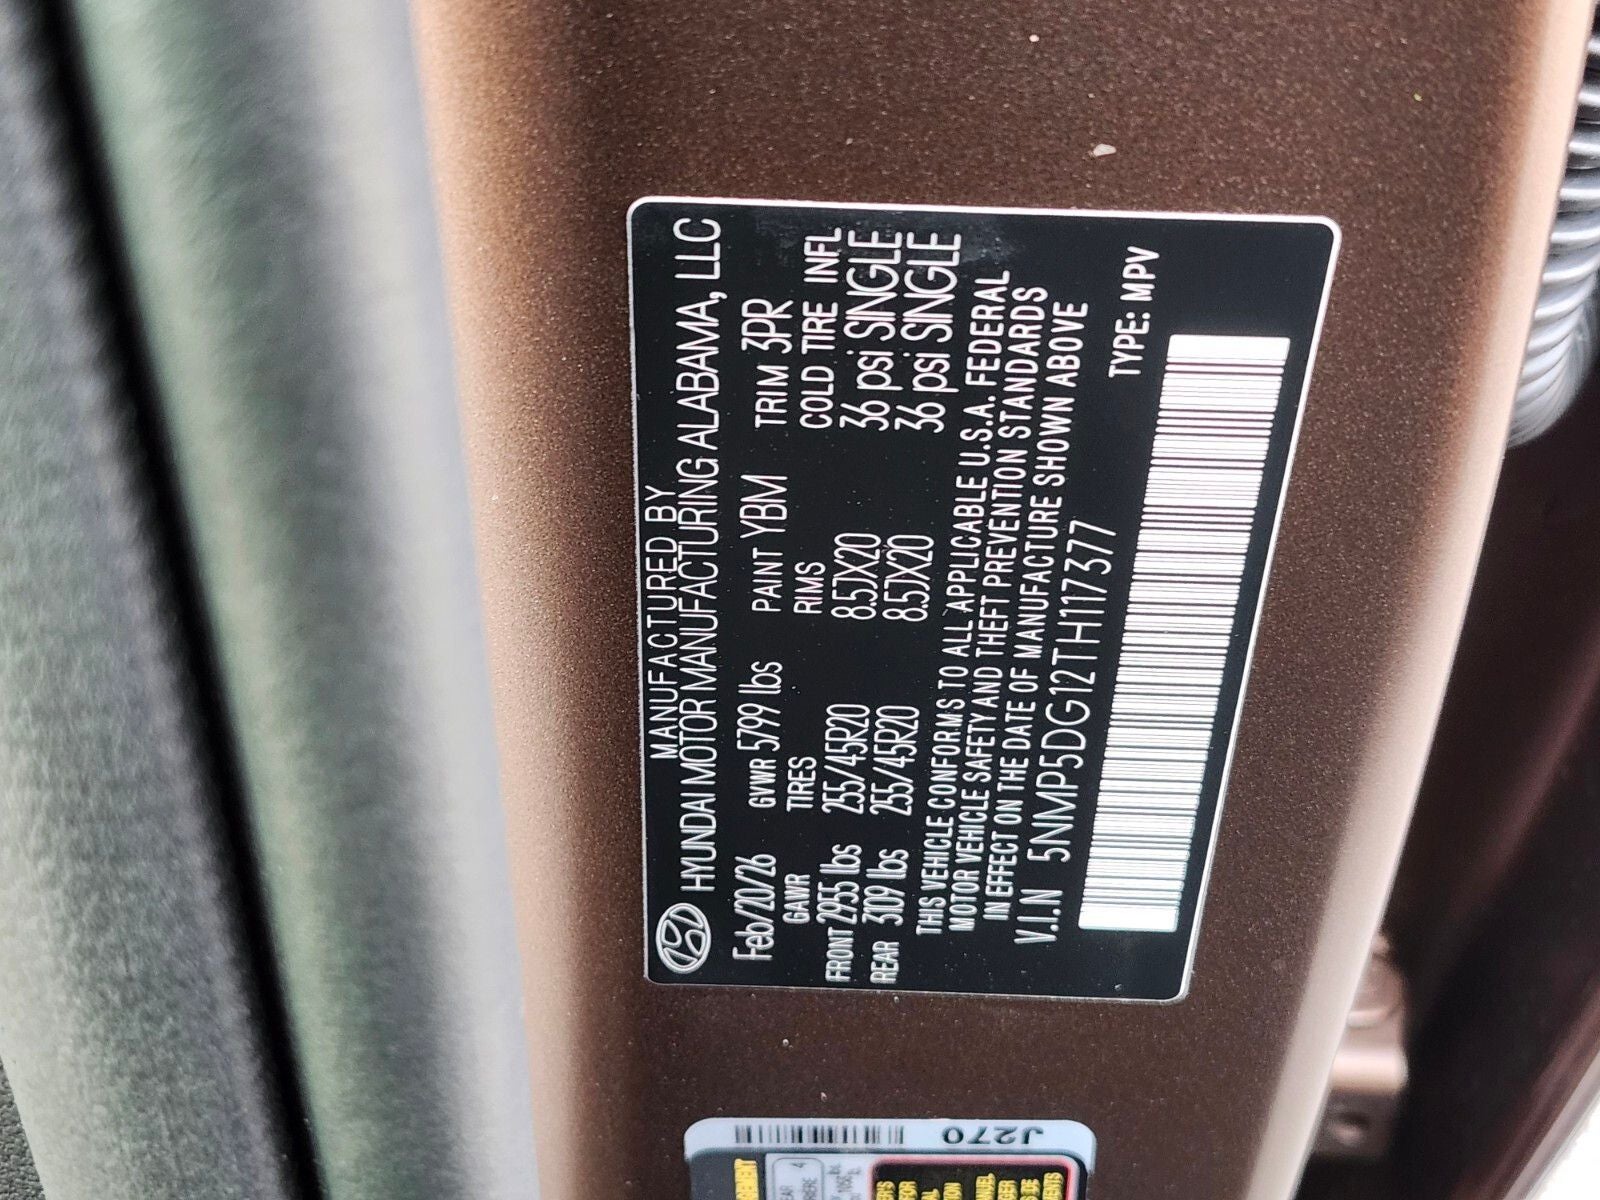 MANUFACTURED BY
HYUNDAI MOTOR MANUFACTURING ALABAMA, LLC
Feb/20/26 GVWR 5799 lbs PAINT YBM TRIM 3PR
GAWR TIRES RIMS COLD TIRE INFL
FRONT 2955 lbs 255/45R20 8.5JX20 36 psi SINGLE
REAR 3109 lbs 255/45R20 8.5JX20 36 psi SINGLE
THIS VEHICLE CONFORMS TO ALL APPLICABLE U.S.A. FEDERAL
MOTOR VEHICLE SAFETY AND THEFT PREVENTION STANDARDS
IN EFFECT ON THE DATE OF MANUFACTURE SHOWN ABOVE
V.I.N 5NMP5DG12TH117377
TYPE: MPV
J270